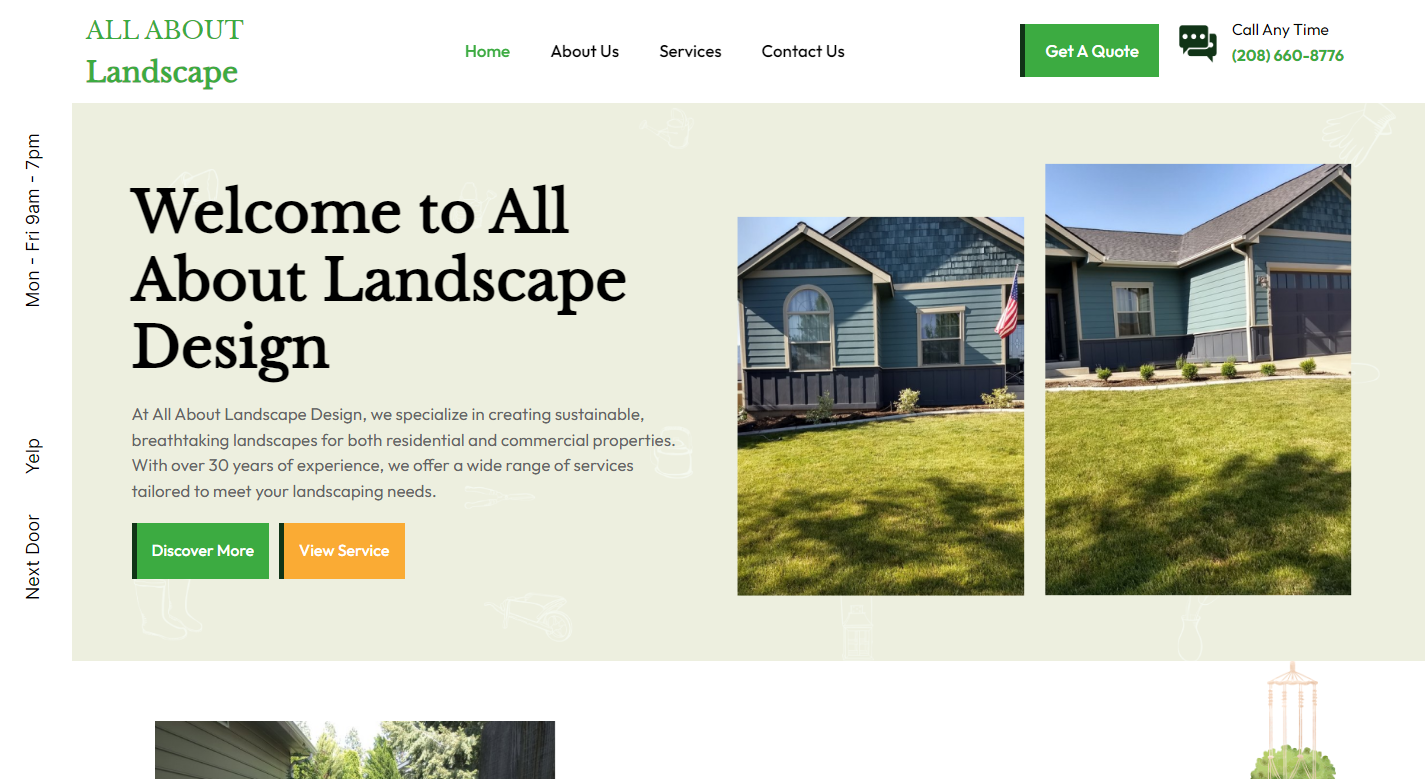 ALL ABOUT
Landscape
Home
About Us
Services
Contact Us
Get A Quote
Call Any Time
(208) 660-8776
Mon - Fri 9am - 7pm
Yelp
Next Door
Welcome to All
About Landscape
Design
At All About Landscape Design, we specialize in creating sustainable,
breathtaking landscapes for both residential and commercial properties.
With over 30 years of experience, we offer a wide range of services
tailored to meet your landscaping needs.
Discover More
View Service